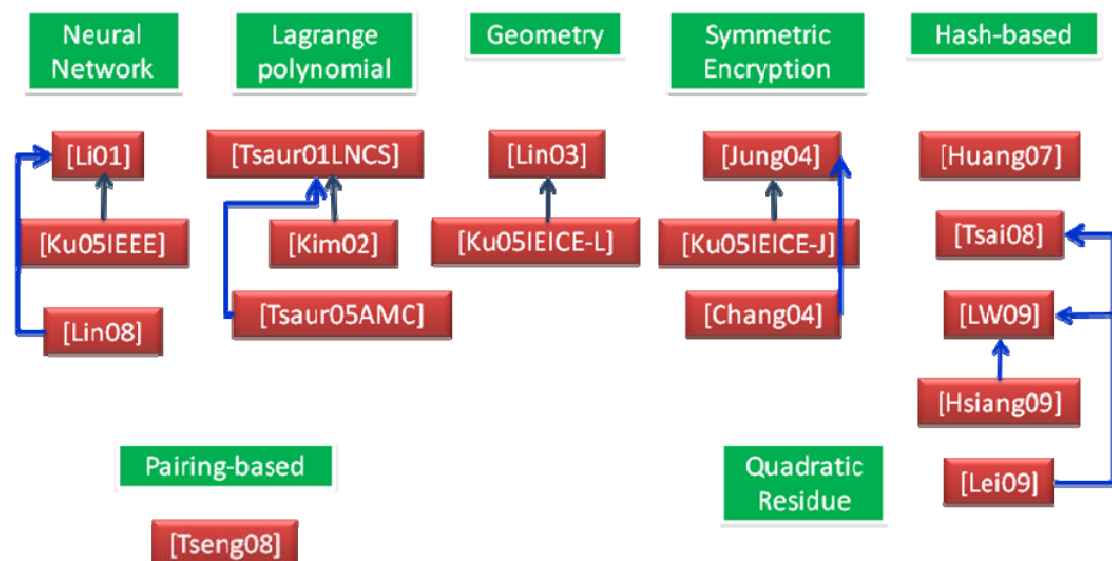 Neural
Network
Lagrange
polynomial
Geometry
Symmetric
Encryption
Hash-based
[Li01]
[Tsaur01LNCS]
[Lin03]
[Jung04]
[Huang07]
[Ku05IEEE]
[Kim02]
[Ku05IEICE-L]
[Ku05IEICE-J]
[Tsai08]
[Lin08]
[Tsaur05AMC]
[Chang04]
[LW09]
[Hsiang09]
Pairing-based
Quadratic
Residue
[Lei09]
[Tseng08]